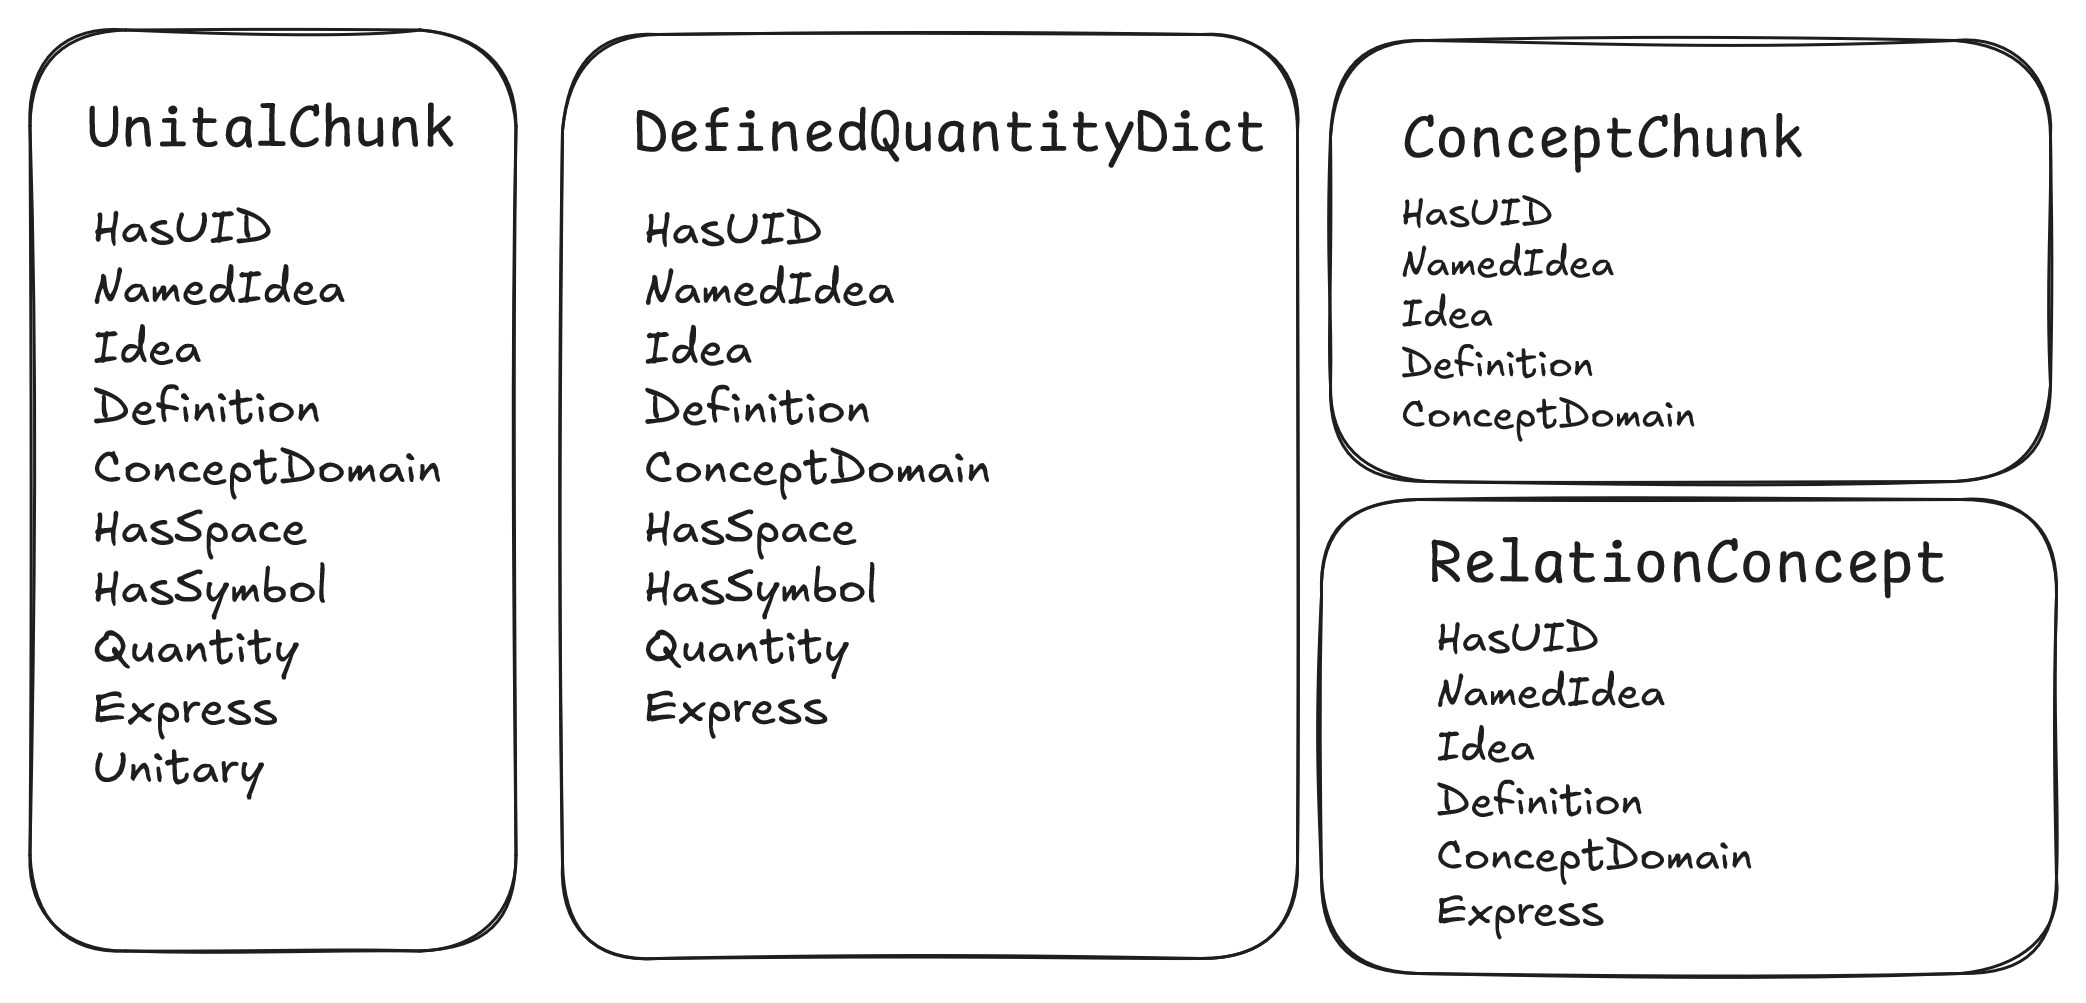 UnitalChunk
HasUID
NamedIdea
Idea
Definition
ConceptDomain
HasSpace
HasSymbol
Quantity
Express
Unitary
DefinedQuantityDict
HasUID
NamedIdea
Idea
Definition
ConceptDomain
HasSpace
HasSymbol
Quantity
Express
ConceptChunk
HasUID
NamedIdea
Idea
Definition
ConceptDomain
RelationConcept
HasUID
NamedIdea
Idea
Definition
ConceptDomain
Express